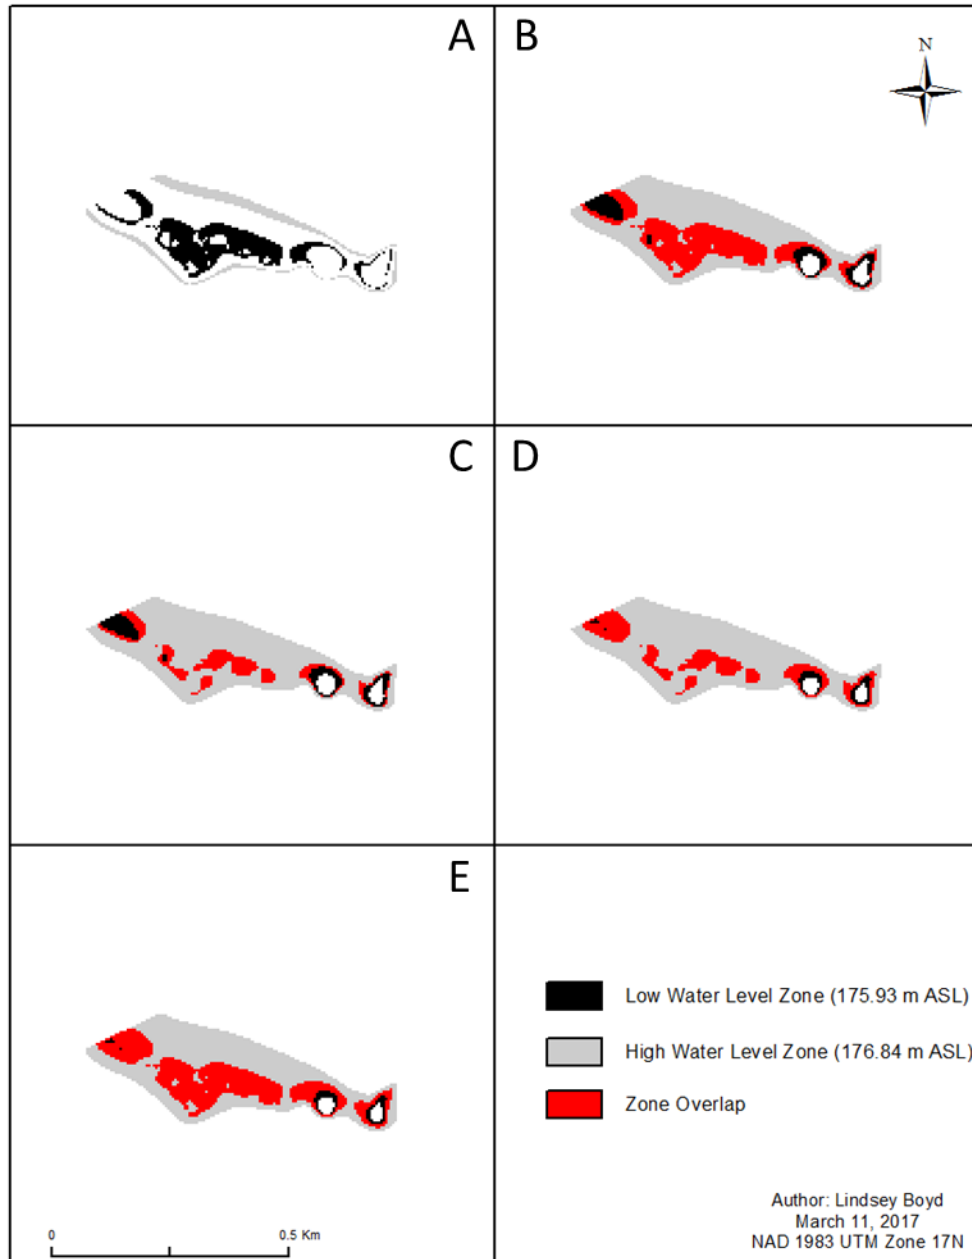 A
B
N
C
D
E
Low Water Level Zone (175.93 m ASL)
High Water Level Zone (176.84 m ASL)
Zone Overlap
Author: Lindsey Boyd
March 11, 2017
NAD 1983 UTM Zone 17N
0 0.5 Km